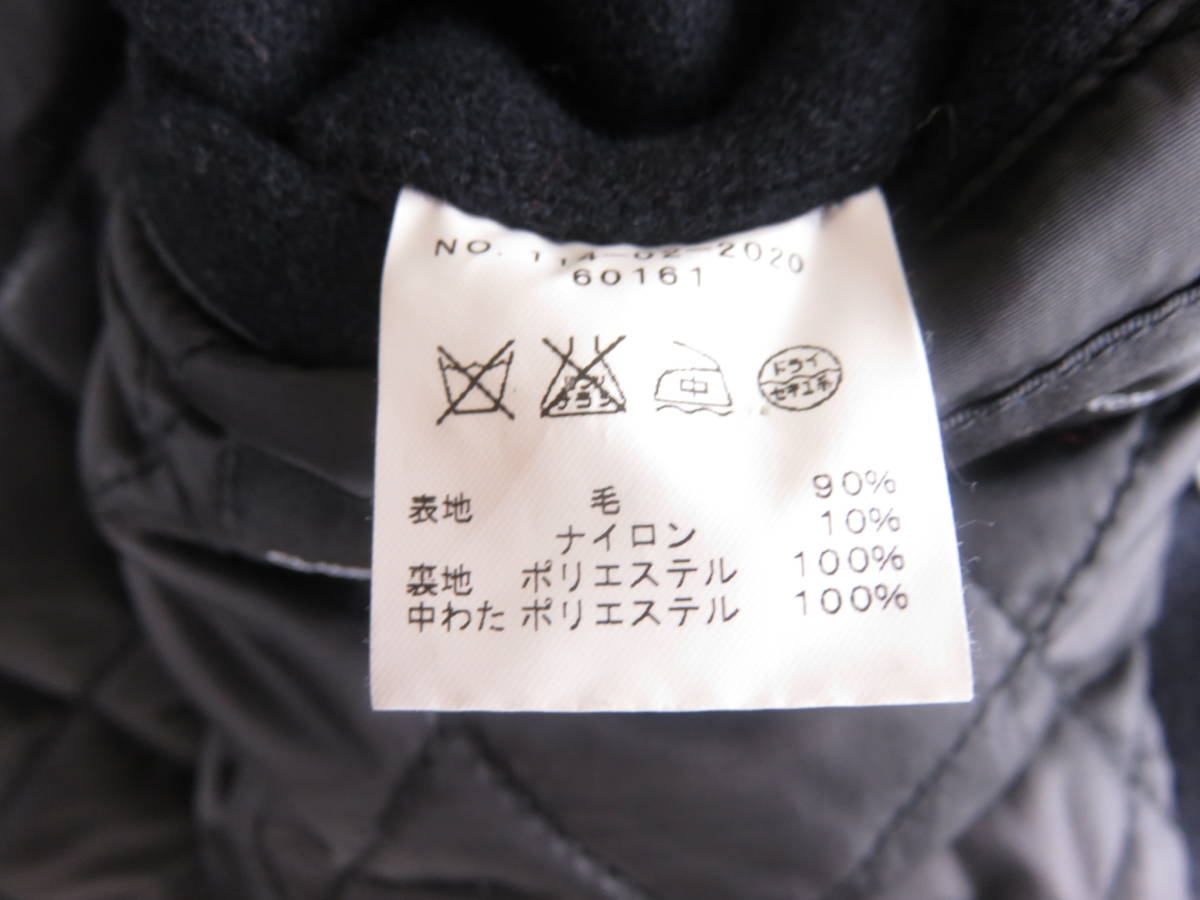 NO. 114-02-2020
60161
中
ドライ
セキユ系
表地 毛 90%
ナイロン 10%
裏地 ポリエステル 100%
中わた ポリエステル 100%